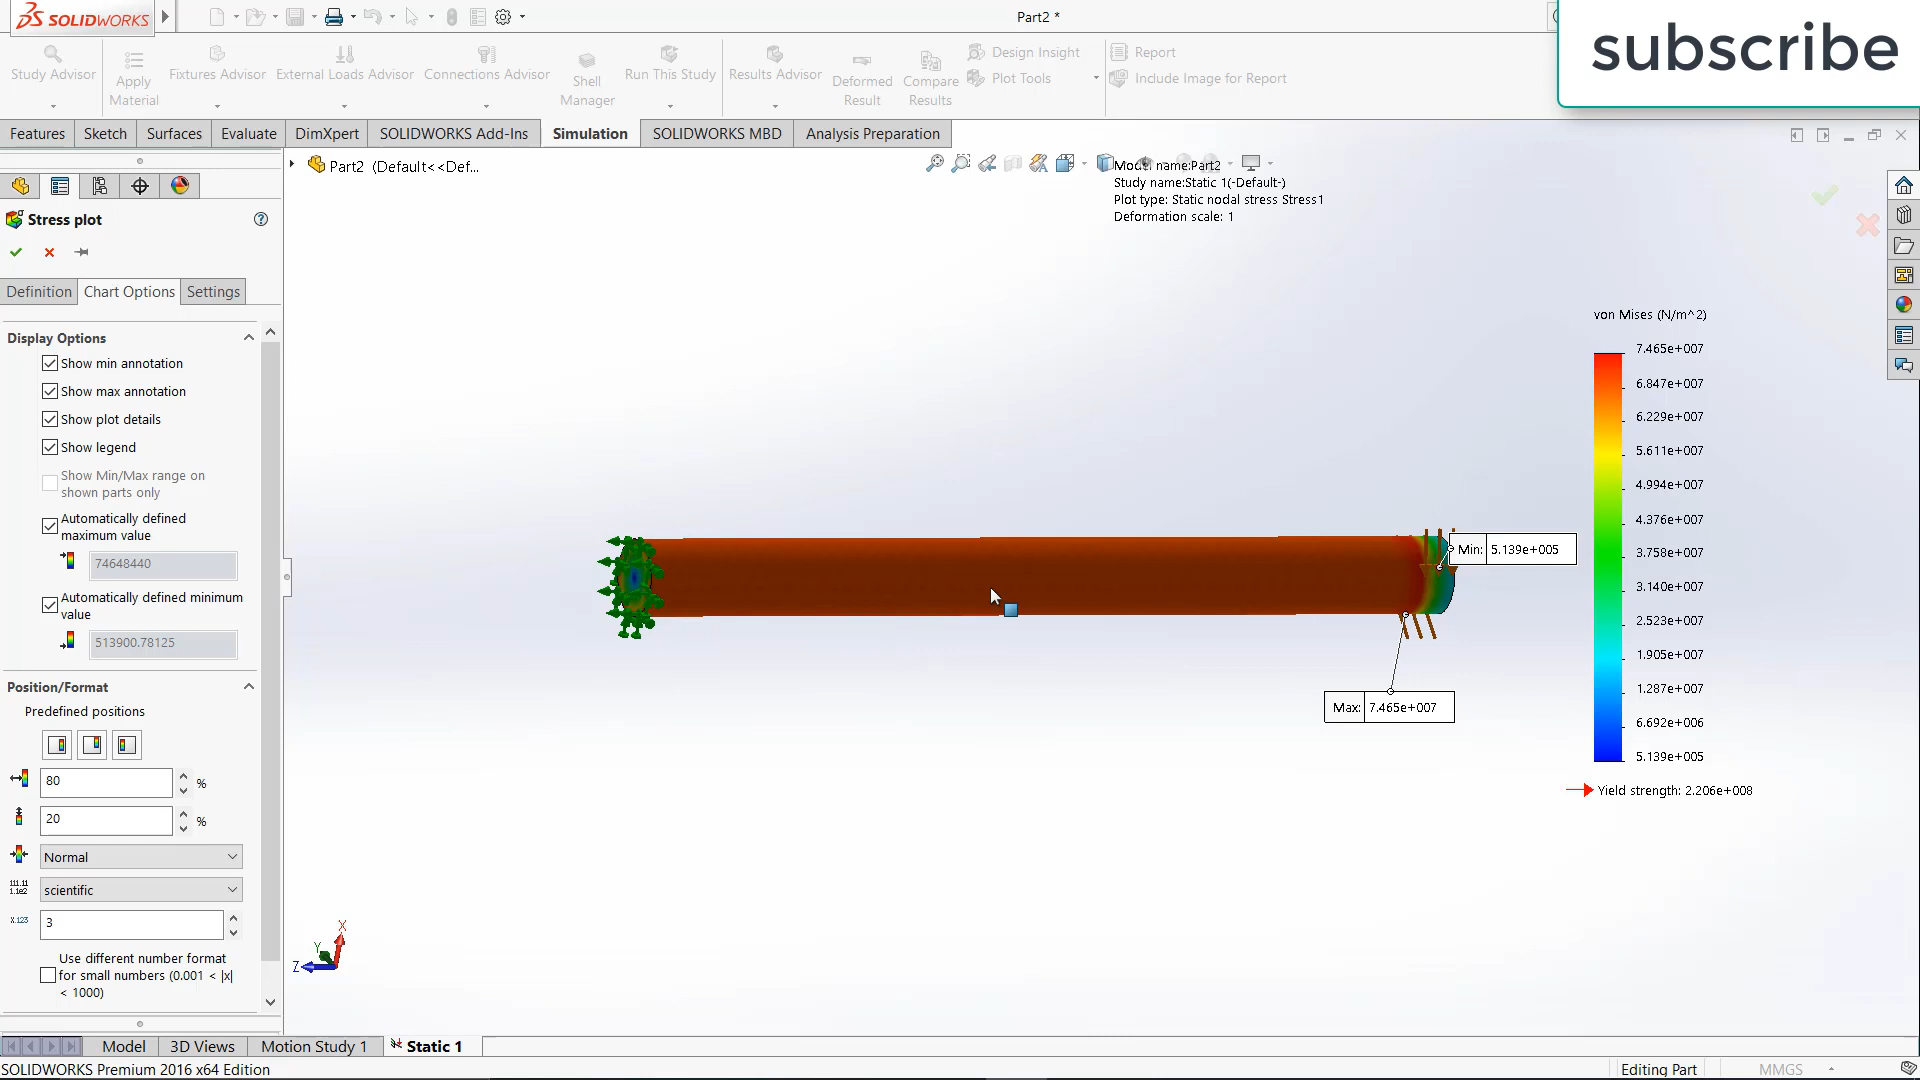 SOLIDWORKS
Part2 *
subscribe
Study Advisor
Apply Material
Fixtures Advisor
External Loads Advisor
Connections Advisor
Shell Manager
Run This Study
Results Advisor
Deformed Result
Compare Results
Design Insight
Plot Tools
Report
Include Image for Report
Features
Sketch
Surfaces
Evaluate
DimXpert
SOLIDWORKS Add-Ins
Simulation
SOLIDWORKS MBD
Analysis Preparation
Part2 (Default<<Def...
Model name:Part2
Study name:Static 1(-Default-)
Plot type: Static nodal stress Stress1
Deformation scale: 1
Stress plot
Definition
Chart Options
Settings
Display Options
Show min annotation
Show max annotation
Show plot details
Show legend
Show Min/Max range on
shown parts only
Automatically defined
maximum value
74648440
Automatically defined minimum
value
513900.78125
Position/Format
Predefined positions
80
%
20
%
Normal
scientific
3
Use different number format
for small numbers (0.001 < |x|
< 1000)
Min: 5.139e+005
Max: 7.465e+007
von Mises (N/m^2)
7.465e+007
6.847e+007
6.229e+007
5.611e+007
4.994e+007
4.376e+007
3.758e+007
3.140e+007
2.523e+007
1.905e+007
1.287e+007
6.692e+006
5.139e+005
Yield strength: 2.206e+008
X
Y
Z
Model
3D Views
Motion Study 1
Static 1
SOLIDWORKS Premium 2016 x64 Edition
Editing Part
MMGS